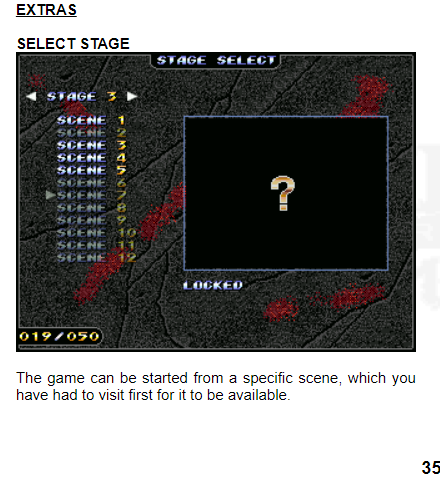 EXTRAS
SELECT STAGE
STAGE SELECT
STAGE 3
SCENE 1
SCENE 2
SCENE 3
SCENE 4
SCENE 5
SCENE 6
SCENE 7
SCENE 8
SCENE 9
SCENE 10
SCENE 11
SCENE 12
?
LOCKED
019/050
The game can be started from a specific scene, which you
have had to visit first for it to be available.
35